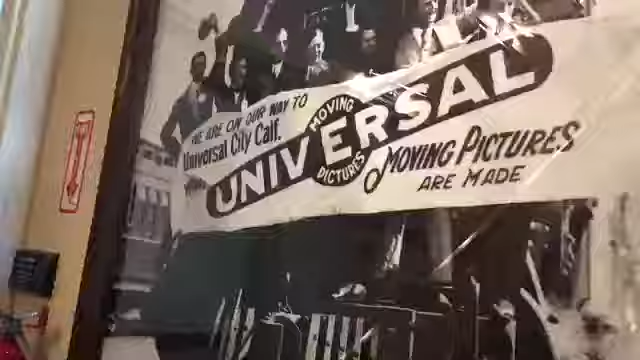 WE ARE ON OUR WAY TO
Universal City Calif.
UNIVERSAL
MOVING
PICTURES
MOVING PICTURES
ARE MADE